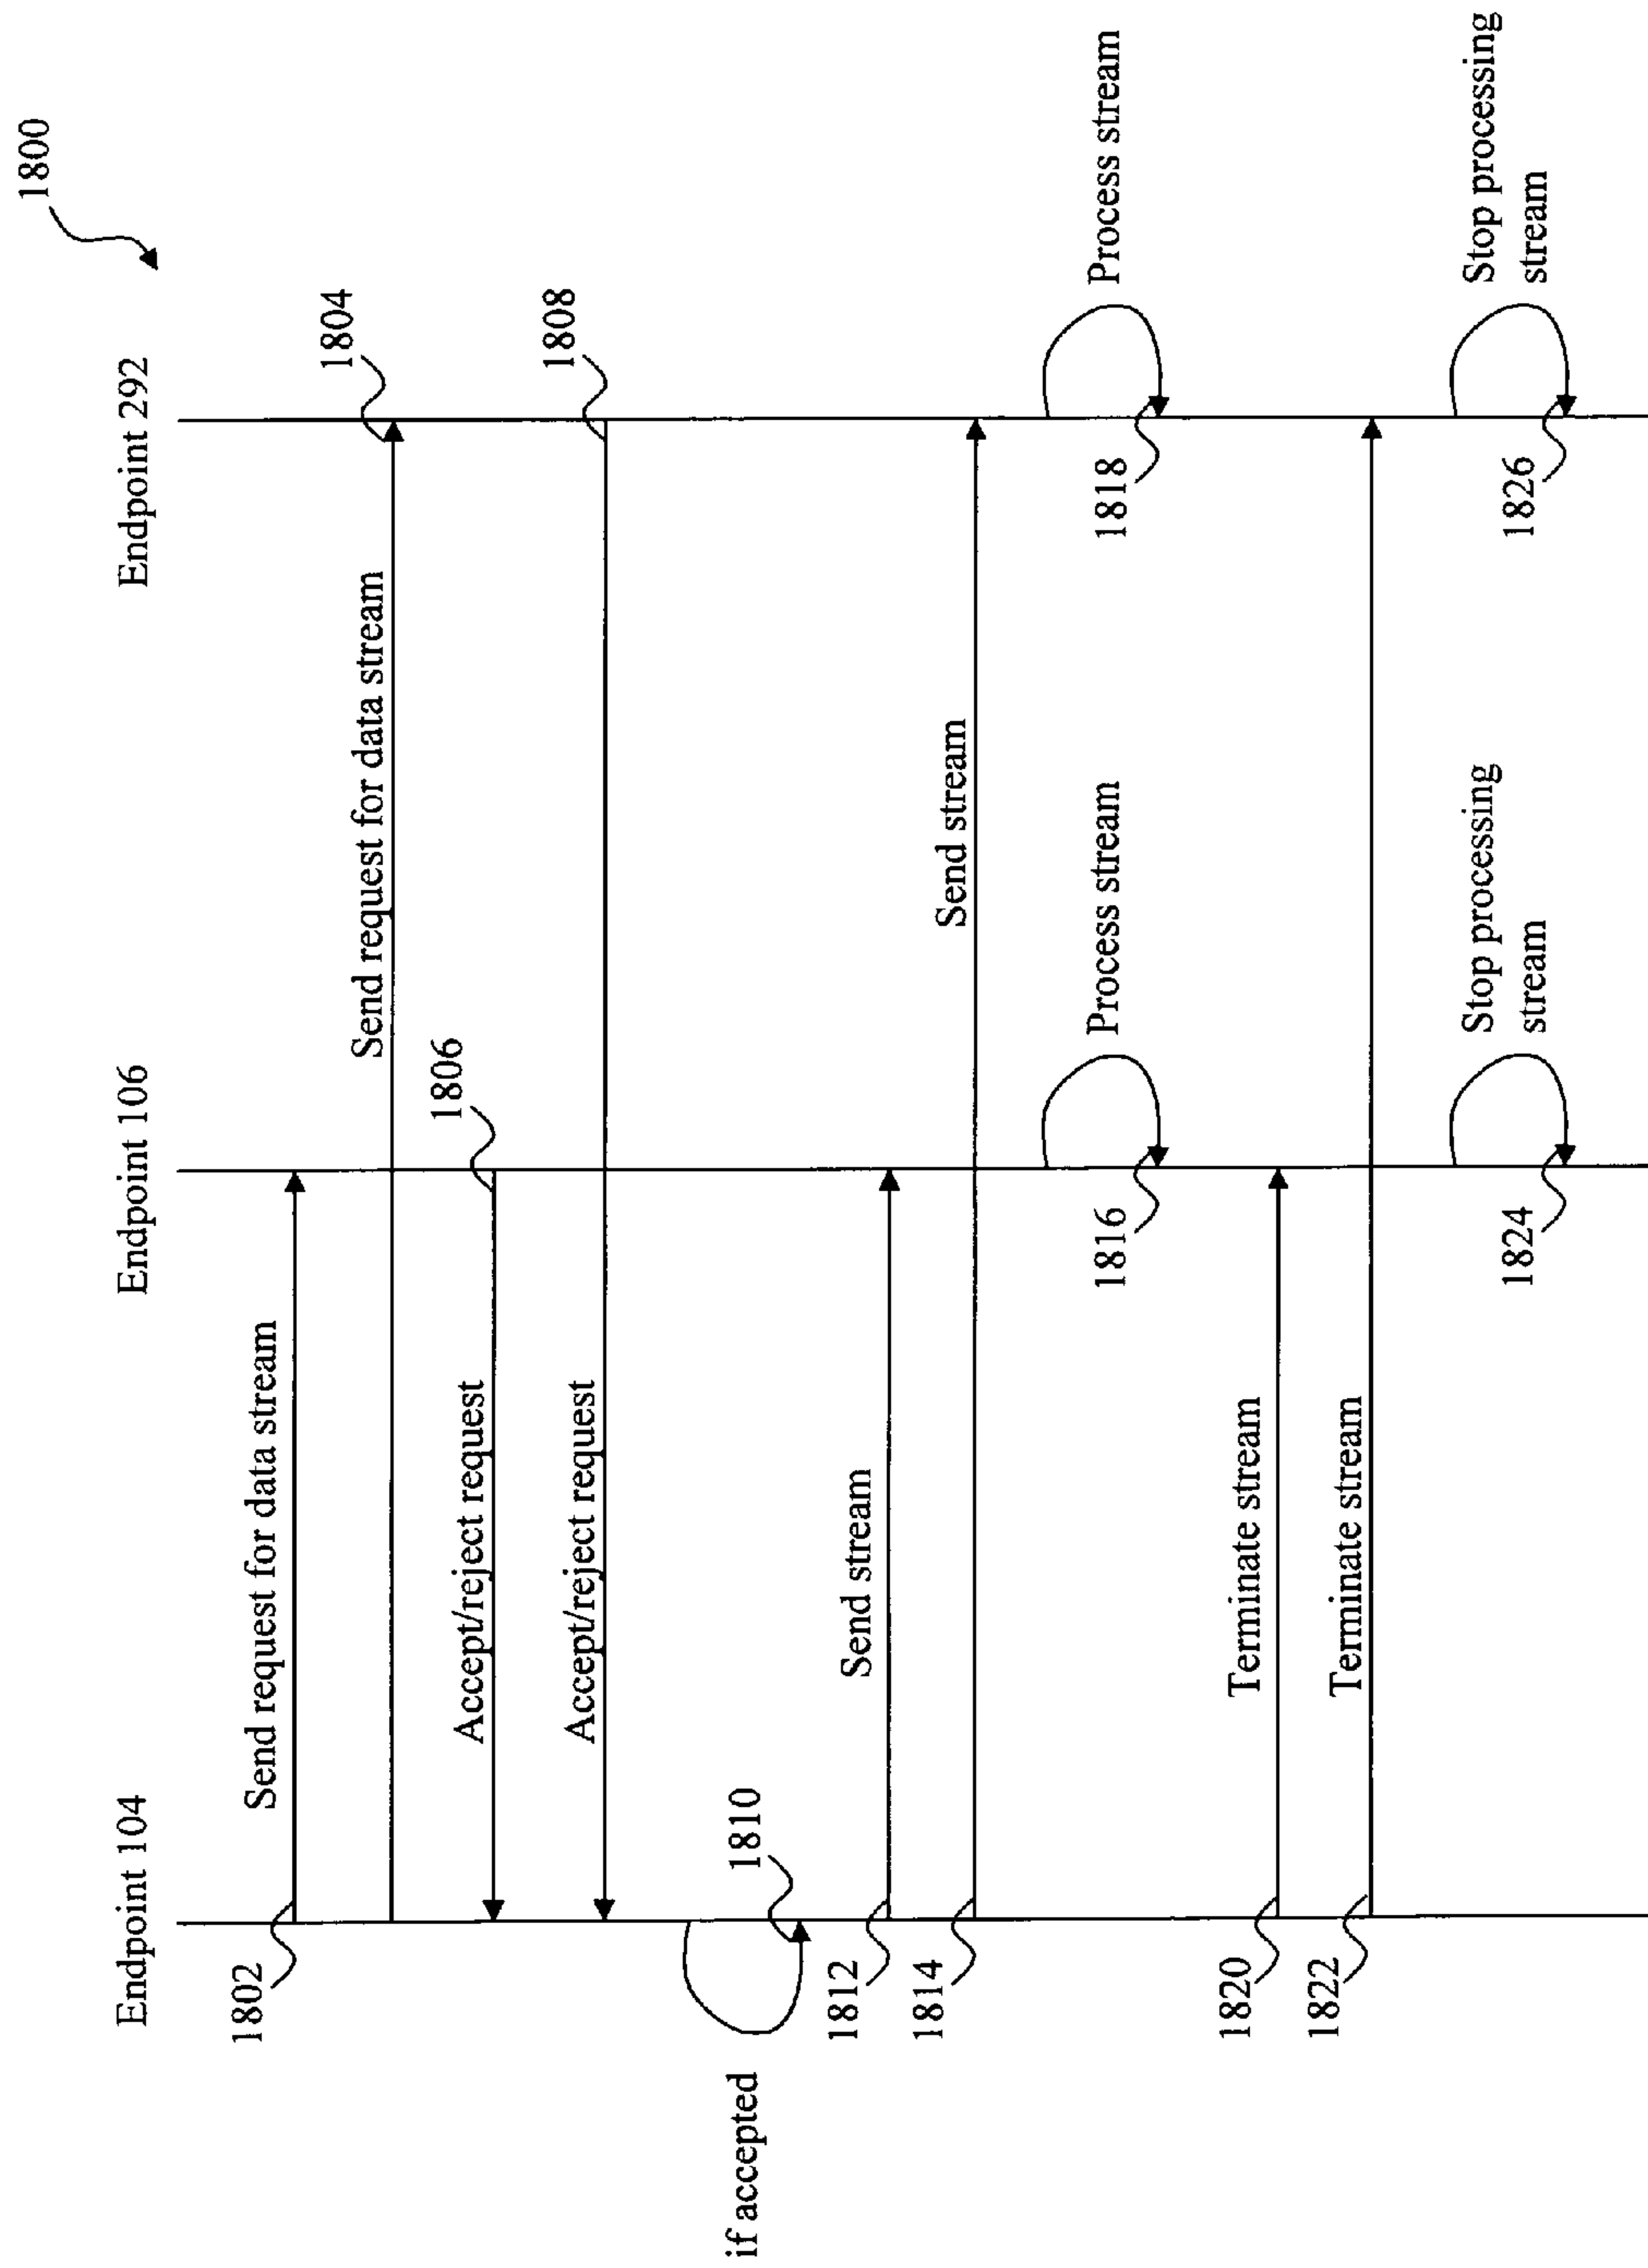 1800
Endpoint 104
Endpoint 106
Endpoint 292
1802
Send request for data stream
Send request for data stream
1804
Accept/reject request
1806
Accept/reject request
1808
if accepted
1810
1812
Send stream
1814
Send stream
1816
Process stream
1818
Process stream
1820
Terminate stream
1822
Terminate stream
1824
Stop processing
stream
1826
Stop processing
stream